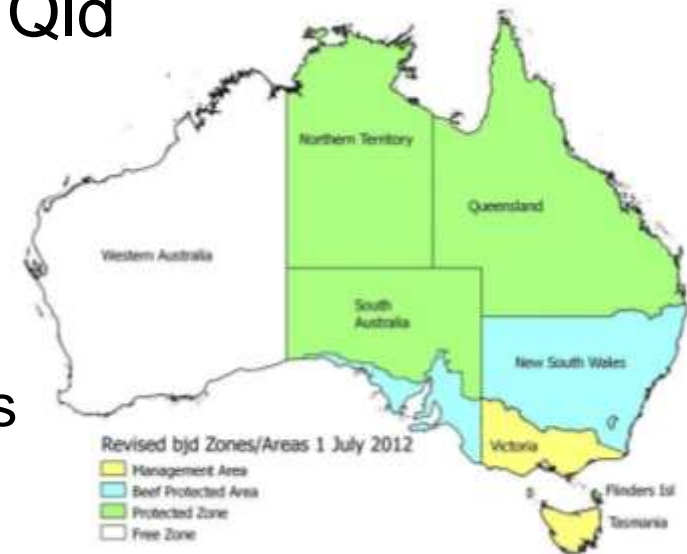 Qld
Northern Territory
Queensland
Western Australia
South
Australia
New South Wales
s
Revised bjd Zones/Areas 1 July 2012
Victoria
Management Area
Beef Protected Area
Flinders Isl
Protected Zone
Tasmania
Free Zone